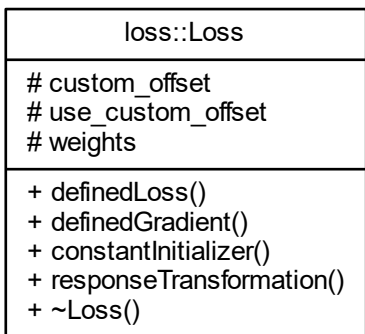 loss::Loss
# custom_offset
# use_custom_offset
# weights
+ definedLoss()
+ definedGradient()
+ constantInitializer()
+ responseTransformation()
+ ~Loss()